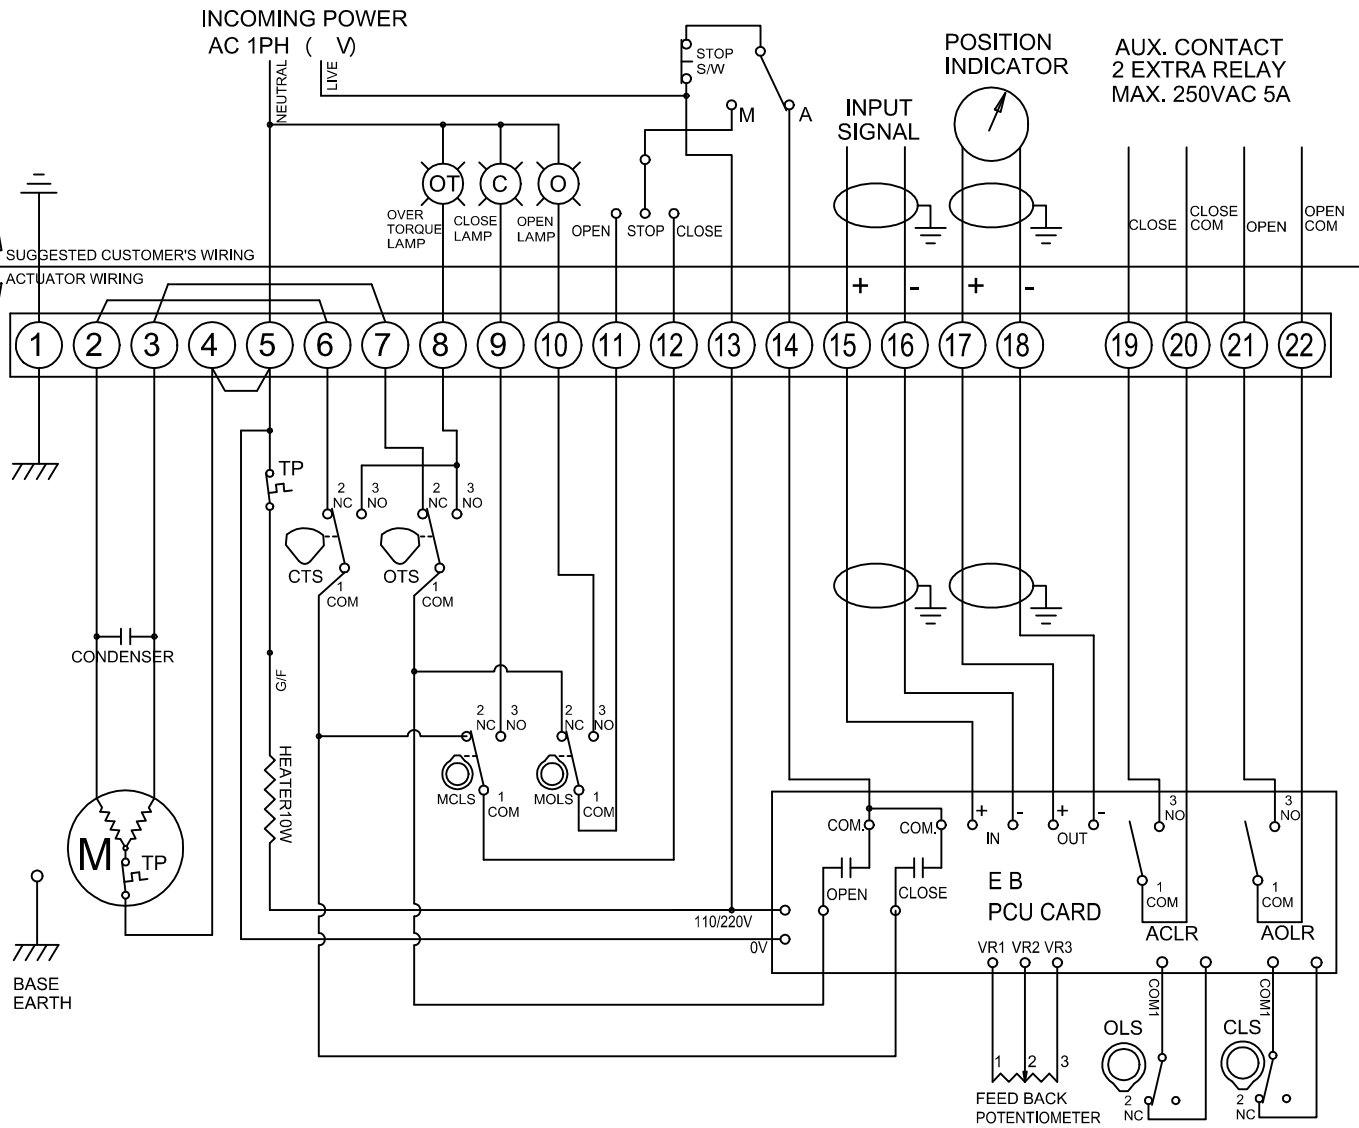 INCOMING POWER
AC 1PH ( V)
NEUTRAL
LIVE
STOP
S/W
M
A
INPUT
SIGNAL
POSITION
INDICATOR
AUX. CONTACT
2 EXTRA RELAY
MAX. 250VAC 5A
OT
C
O
OVER
TORQUE
LAMP
CLOSE
LAMP
OPEN
LAMP
OPEN
STOP
CLOSE
CLOSE
CLOSE
COM
OPEN
OPEN
COM
SUGGESTED CUSTOMER'S WIRING
ACTUATOR WIRING
+ - + -
1 2 3 4 5 6 7 8 9 10 11 12 13 14 15 16 17 18 19 20 21 22
TP
2
NC
3
NO
2
NC
3
NO
CTS
1
COM
OTS
1
COM
CONDENSER
G/F
HEATER10W
2
NC
3
NO
2
NC
3
NO
MCLS
1
COM
MOLS
1
COM
M
TP
BASE
EARTH
110/220V
0V
COM.
COM.
OPEN
CLOSE
+ - + -
IN
OUT
E B
PCU CARD
VR1 VR2 VR3
3
NO
1
COM
ACLR
3
NO
1
COM
AOLR
COM1
COM1
OLS
CLS
1 2 3
FEED BACK
POTENTIOMETER
2
NC
2
NC